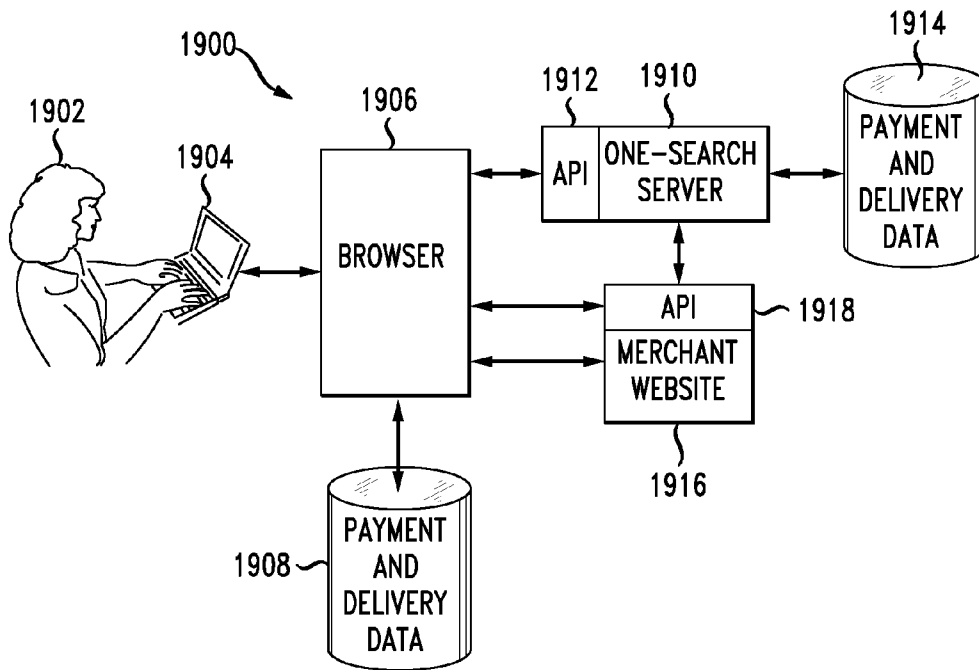 1900
1902
1904
1906
BROWSER
1912
1910
API
ONE-SEARCH
SERVER
1914
PAYMENT
AND
DELIVERY
DATA
API
1918
MERCHANT
WEBSITE
1916
1908
PAYMENT
AND
DELIVERY
DATA